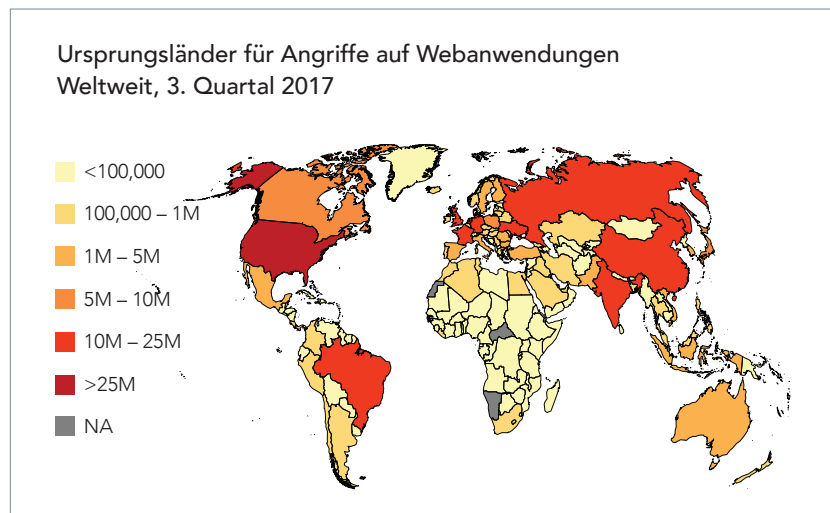 Ursprungsländer für Angriffe auf Webanwendungen
Weltweit, 3. Quartal 2017
<100,000
100,000 – 1M
1M – 5M
5M – 10M
10M – 25M
>25M
NA